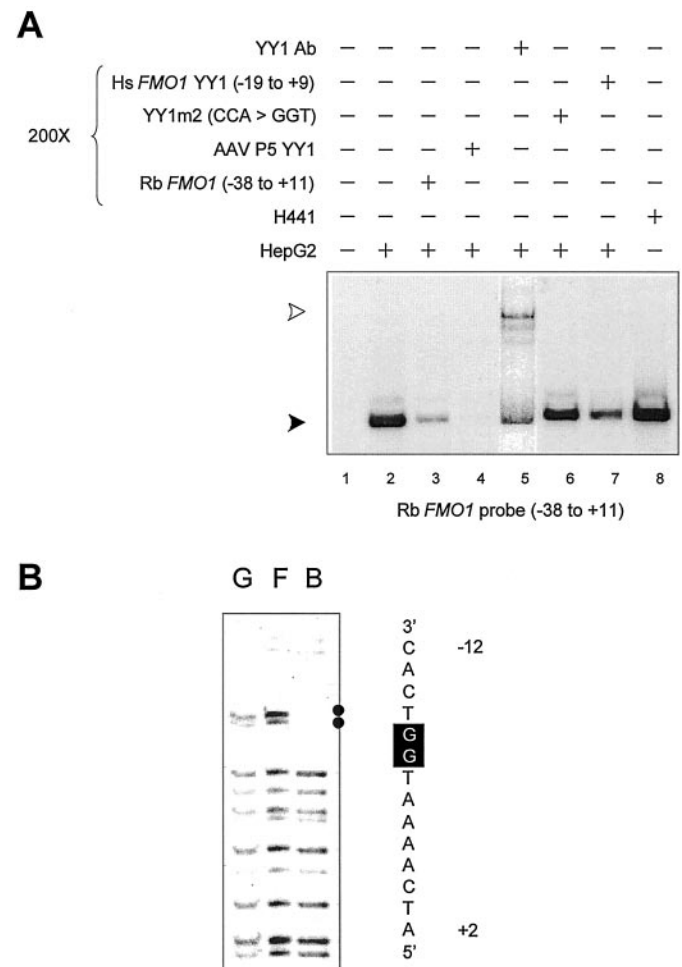 A
YY1 Ab − − − − + − − −
Hs FMO1 YY1 (-19 to +9) − − − − − − + −
YY1m2 (CCA > GGT) − − − − − + − −
200X
AAV P5 YY1 − − − + − − − −
Rb FMO1 (-38 to +11) − − + − − − − −
H441 − − − − − − − +
HepG2 − + + + + + + −
1 2 3 4 5 6 7 8
Rb FMO1 probe (-38 to +11)
B
G F B
3'
C -12
A
C
T
G
G
T
A
A
A
A
C
T
A +2
5'